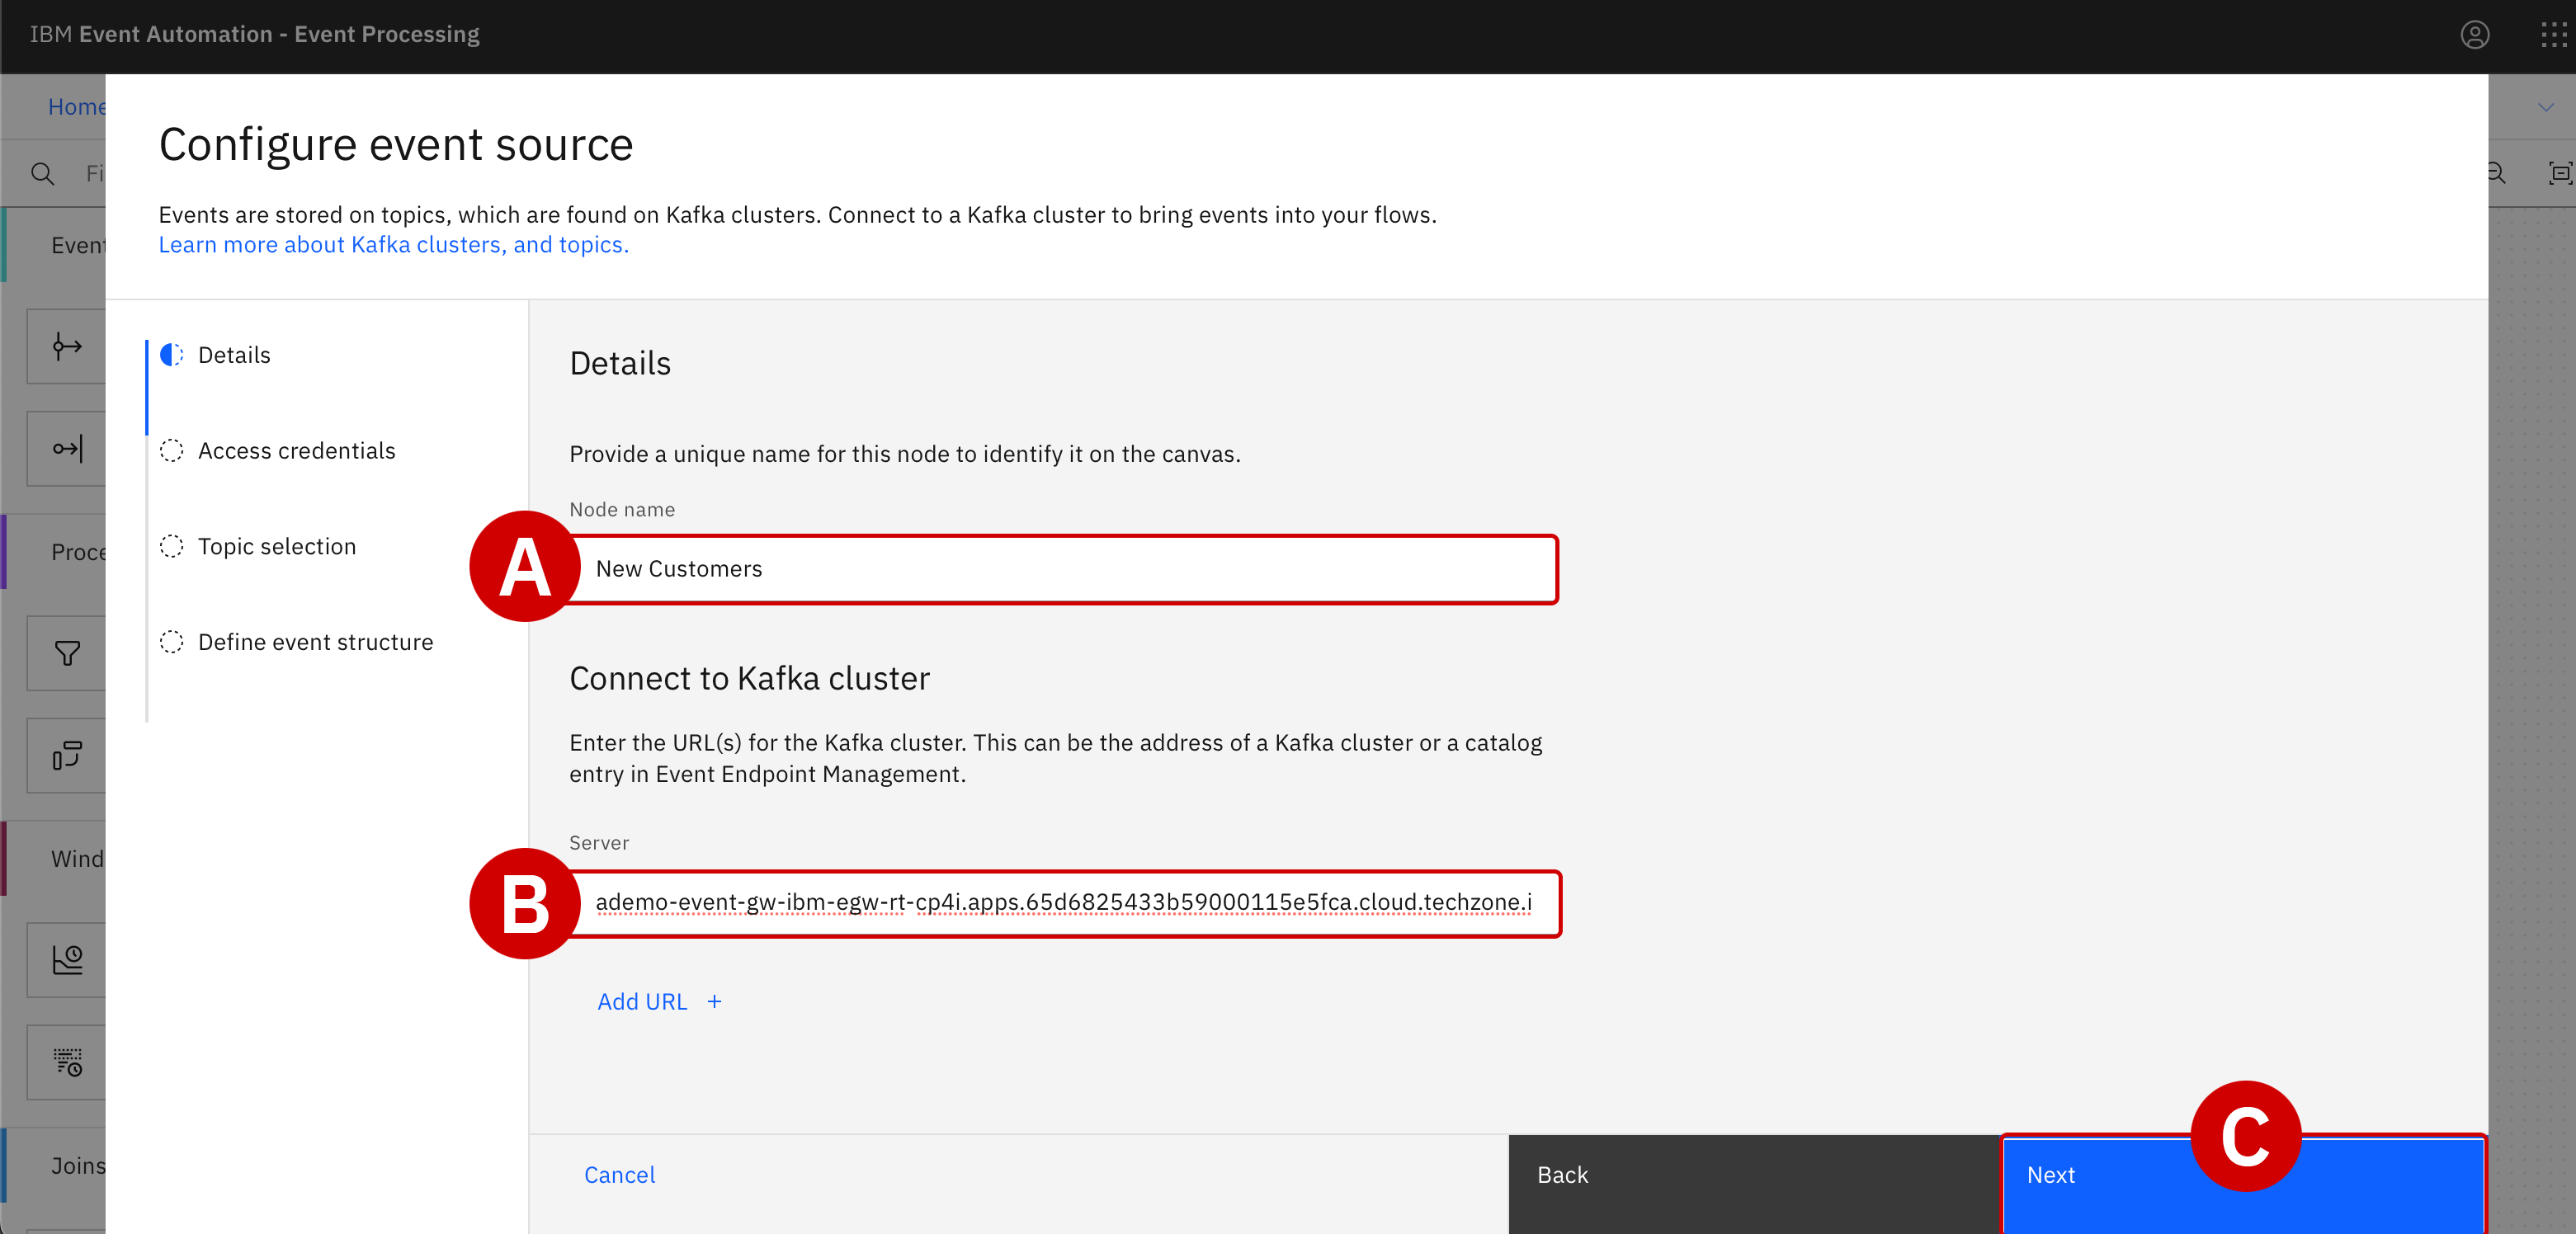 IBM Event Automation - Event Processing
Home
Fi
Configure event source
Events are stored on topics, which are found on Kafka clusters. Connect to a Kafka cluster to bring events into your flows.
Learn more about Kafka clusters, and topics.
Event
Proce
Wind
Joins
Details
Access credentials
Topic selection
Define event structure
Details
Provide a unique name for this node to identify it on the canvas.
Node name
A
New Customers
Connect to Kafka cluster
Enter the URL(s) for the Kafka cluster. This can be the address of a Kafka cluster or a catalog
entry in Event Endpoint Management.
Server
B
ademo-event-gw-ibm-egw-rt-cp4i.apps.65d6825433b59000115e5fca.cloud.techzone.i
Add URL +
Cancel
Back
Next
C